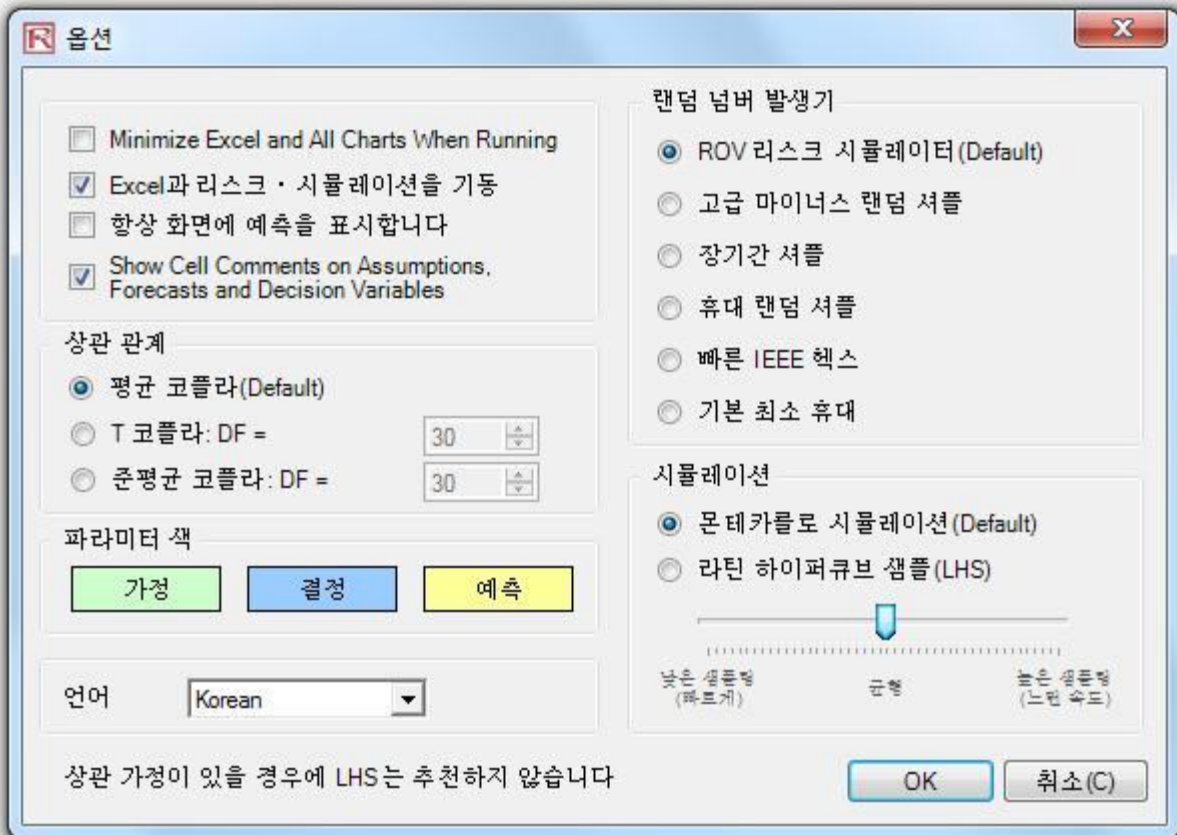 옵션
Minimize Excel and All Charts When Running
Excel과 리스크・시뮬레이션을 기동
항상 화면에 예측을 표시합니다
Show Cell Comments on Assumptions,
Forecasts and Decision Variables
상관 관계
평균 코플라(Default)
T 코플라: DF =
30
준평균 코플라: DF =
30
파라미터 색
가정
결정
예측
언어
Korean
상관 가정이 있을 경우에 LHS는 추천하지 않습니다
랜덤 넘버 발생기
ROV 리스크 시뮬레이터(Default)
고급 마이너스 랜덤 셔플
장기간 셔플
휴대 랜덤 셔플
빠른 IEEE 헥스
기본 최소 휴대
시뮬레이션
몬테카를로 시뮬레이션(Default)
라틴 하이퍼큐브 샘플(LHS)
낮은 샘플링
(빠르게)
균형
높은 샘플링
(느린 속도)
OK
취소(C)